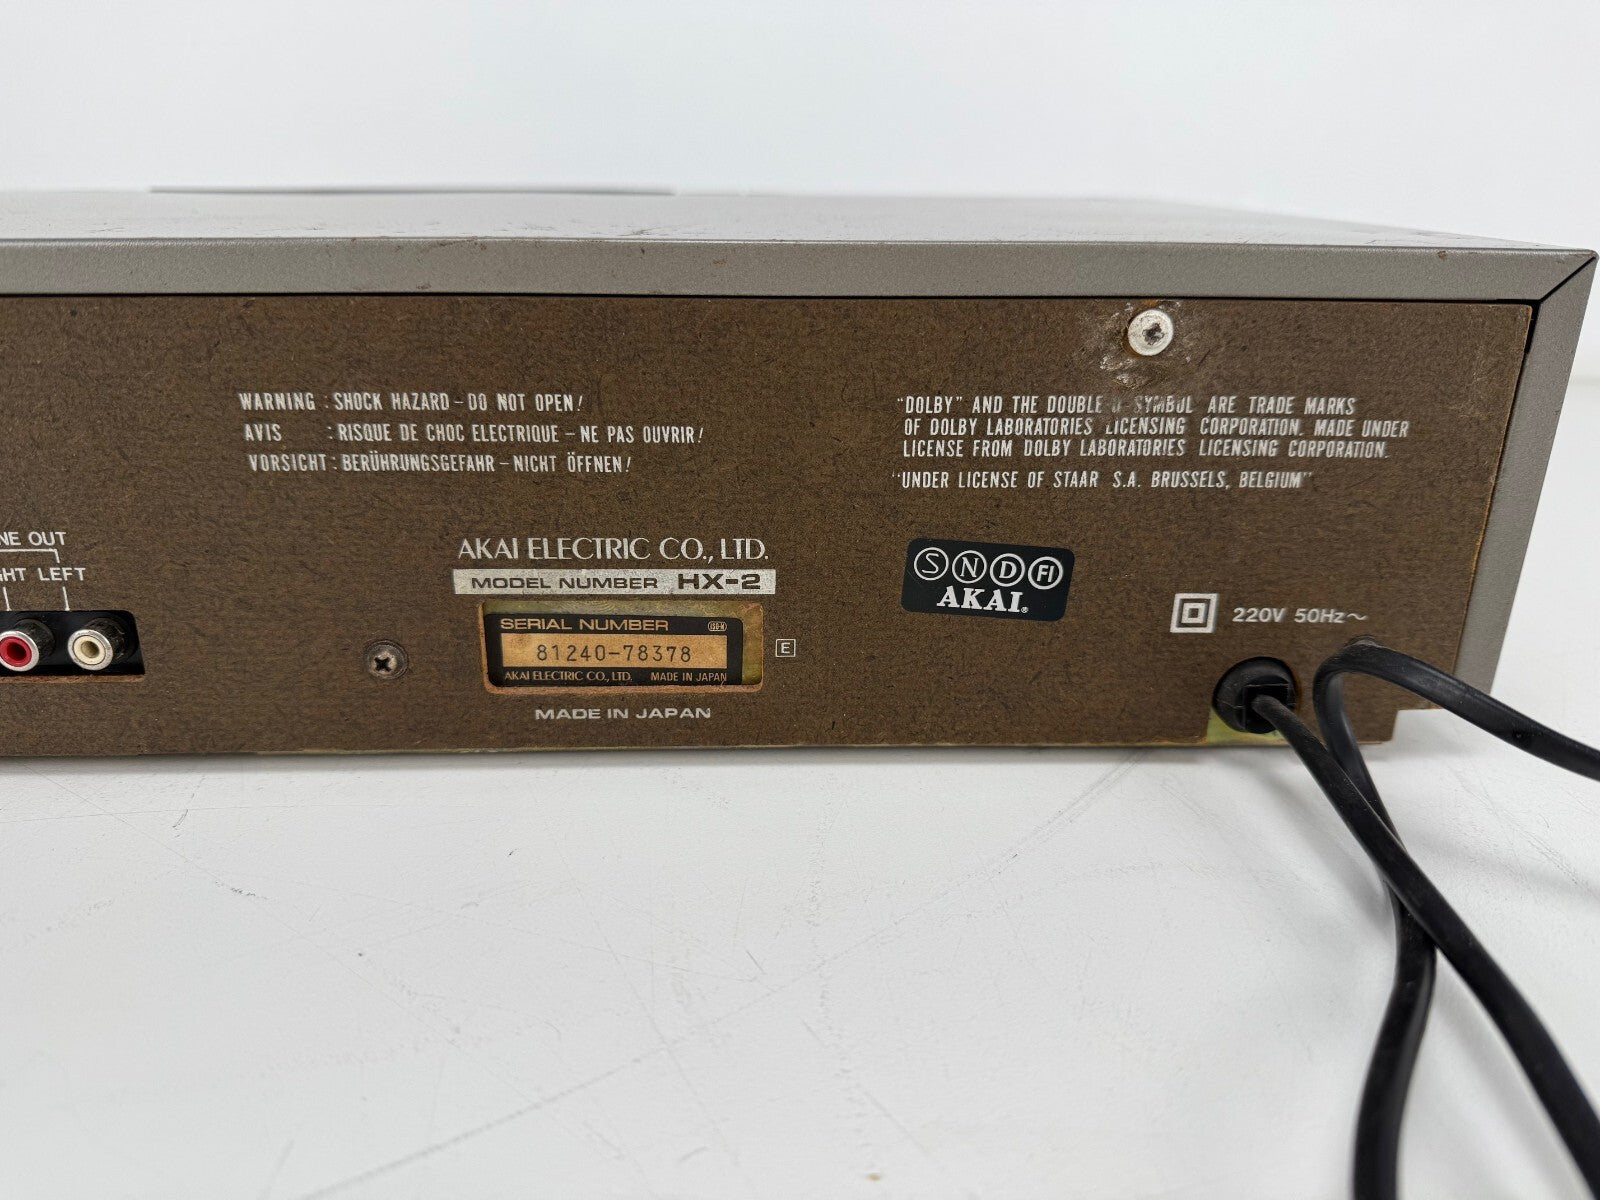 WARNING : SHOCK HAZARD – DO NOT OPEN!
AVIS : RISQUE DE CHOC ELECTRIQUE – NE PAS OUVRIR!
VORSICHT : BERÜHRUNGSGEFAHR – NICHT ÖFFNEN!
"DOLBY" AND THE DOUBLE D SYMBOL ARE TRADE MARKS
OF DOLBY LABORATORIES LICENSING CORPORATION. MADE UNDER
LICENSE FROM DOLBY LABORATORIES LICENSING CORPORATION.
"UNDER LICENSE OF STAAR S.A. BRUSSELS, BELGIUM"
NE OUT
GHT LEFT
AKAI ELECTRIC CO., LTD.
MODEL NUMBER HX-2
SERIAL NUMBER
81240-78378
AKAI ELECTRIC CO., LTD. MADE IN JAPAN
E
MADE IN JAPAN
SNDFI
AKAI
220V 50Hz~